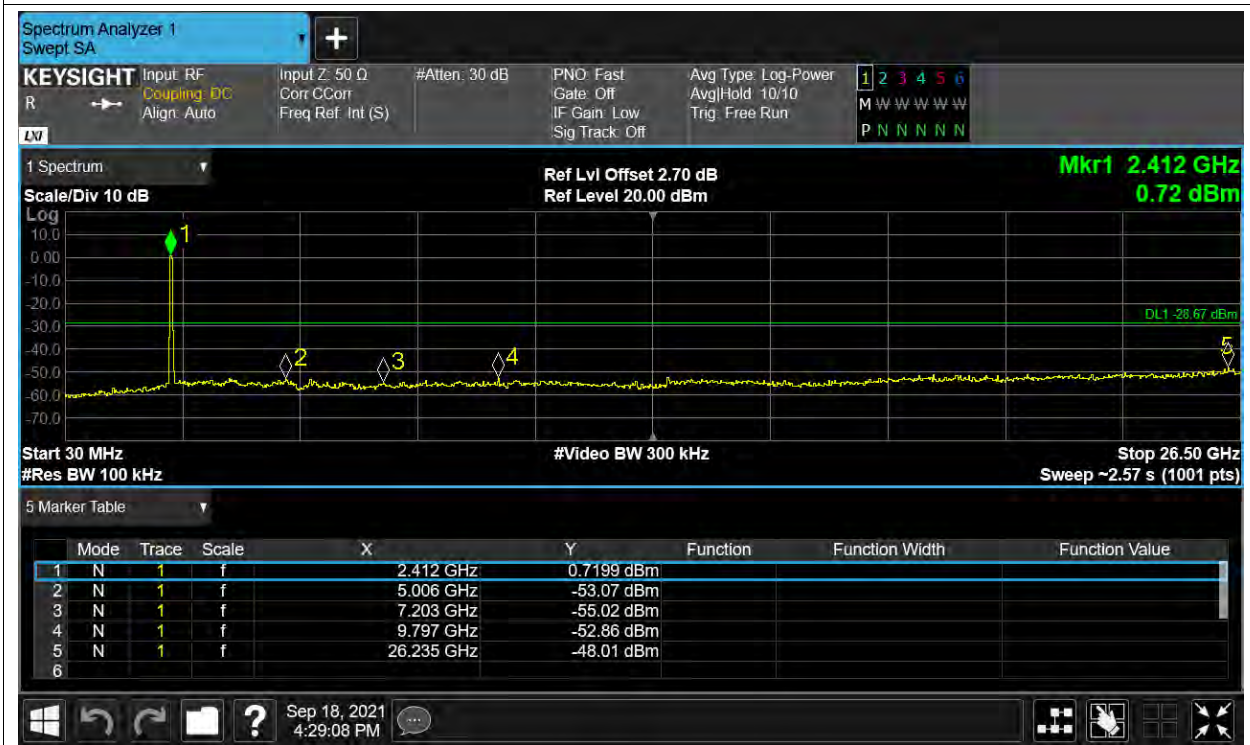 Spectrum Analyzer 1
Swept SA
+
KEYSIGHT Input: RF Input Z: 50 Ω #Atten: 30 dB PNO: Fast Avg Type: Log-Power 1 2 3 4 5 6
R Coupling: DC Corr CCorr Gate: Off Avg|Hold: 10/10 M W W W W W
Align: Auto Freq Ref: Int (S) IF Gain: Low Trig: Free Run
LXI Sig Track: Off P N N N N N
1 Spectrum Ref Lvl Offset 2.70 dB Mkr1 2.412 GHz
Scale/Div 10 dB Ref Level 20.00 dBm 0.72 dBm
Log
10.0 1
0.00
-10.0
-20.0
DL1 -28.67 dBm
-30.0
-40.0 2 3 4 5
-50.0
-60.0
-70.0
Start 30 MHz #Video BW 300 kHz Stop 26.50 GHz
#Res BW 100 kHz Sweep ~2.57 s (1001 pts)
5 Marker Table
Mode Trace Scale X Y Function Function Width Function Value
1 N 1 f 2.412 GHz 0.7199 dBm
2 N 1 f 5.006 GHz -53.07 dBm
3 N 1 f 7.203 GHz -55.02 dBm
4 N 1 f 9.797 GHz -52.86 dBm
5 N 1 f 26.235 GHz -48.01 dBm
6
? Sep 18, 2021
4:29:08 PM